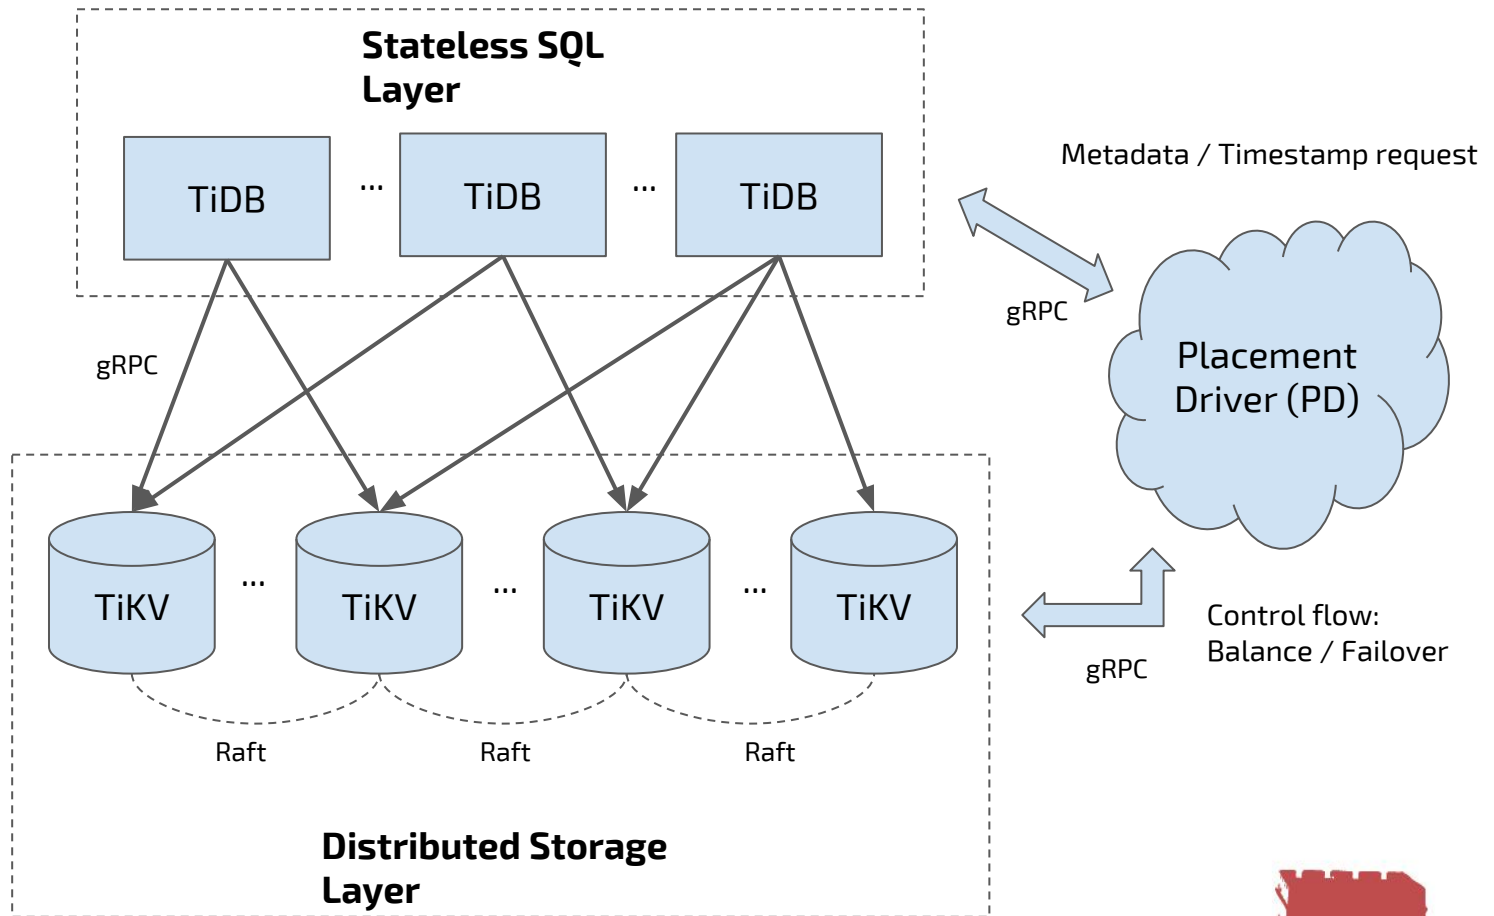 Stateless SQL
Layer
Metadata / Timestamp request
TiDB
...
TiDB
...
TiDB
gRPC
gRPC
Placement
Driver (PD)
TiKV
...
TiKV
...
TiKV
...
TiKV
Control flow:
Balance / Failover
gRPC
Raft
Raft
Raft
Distributed Storage
Layer